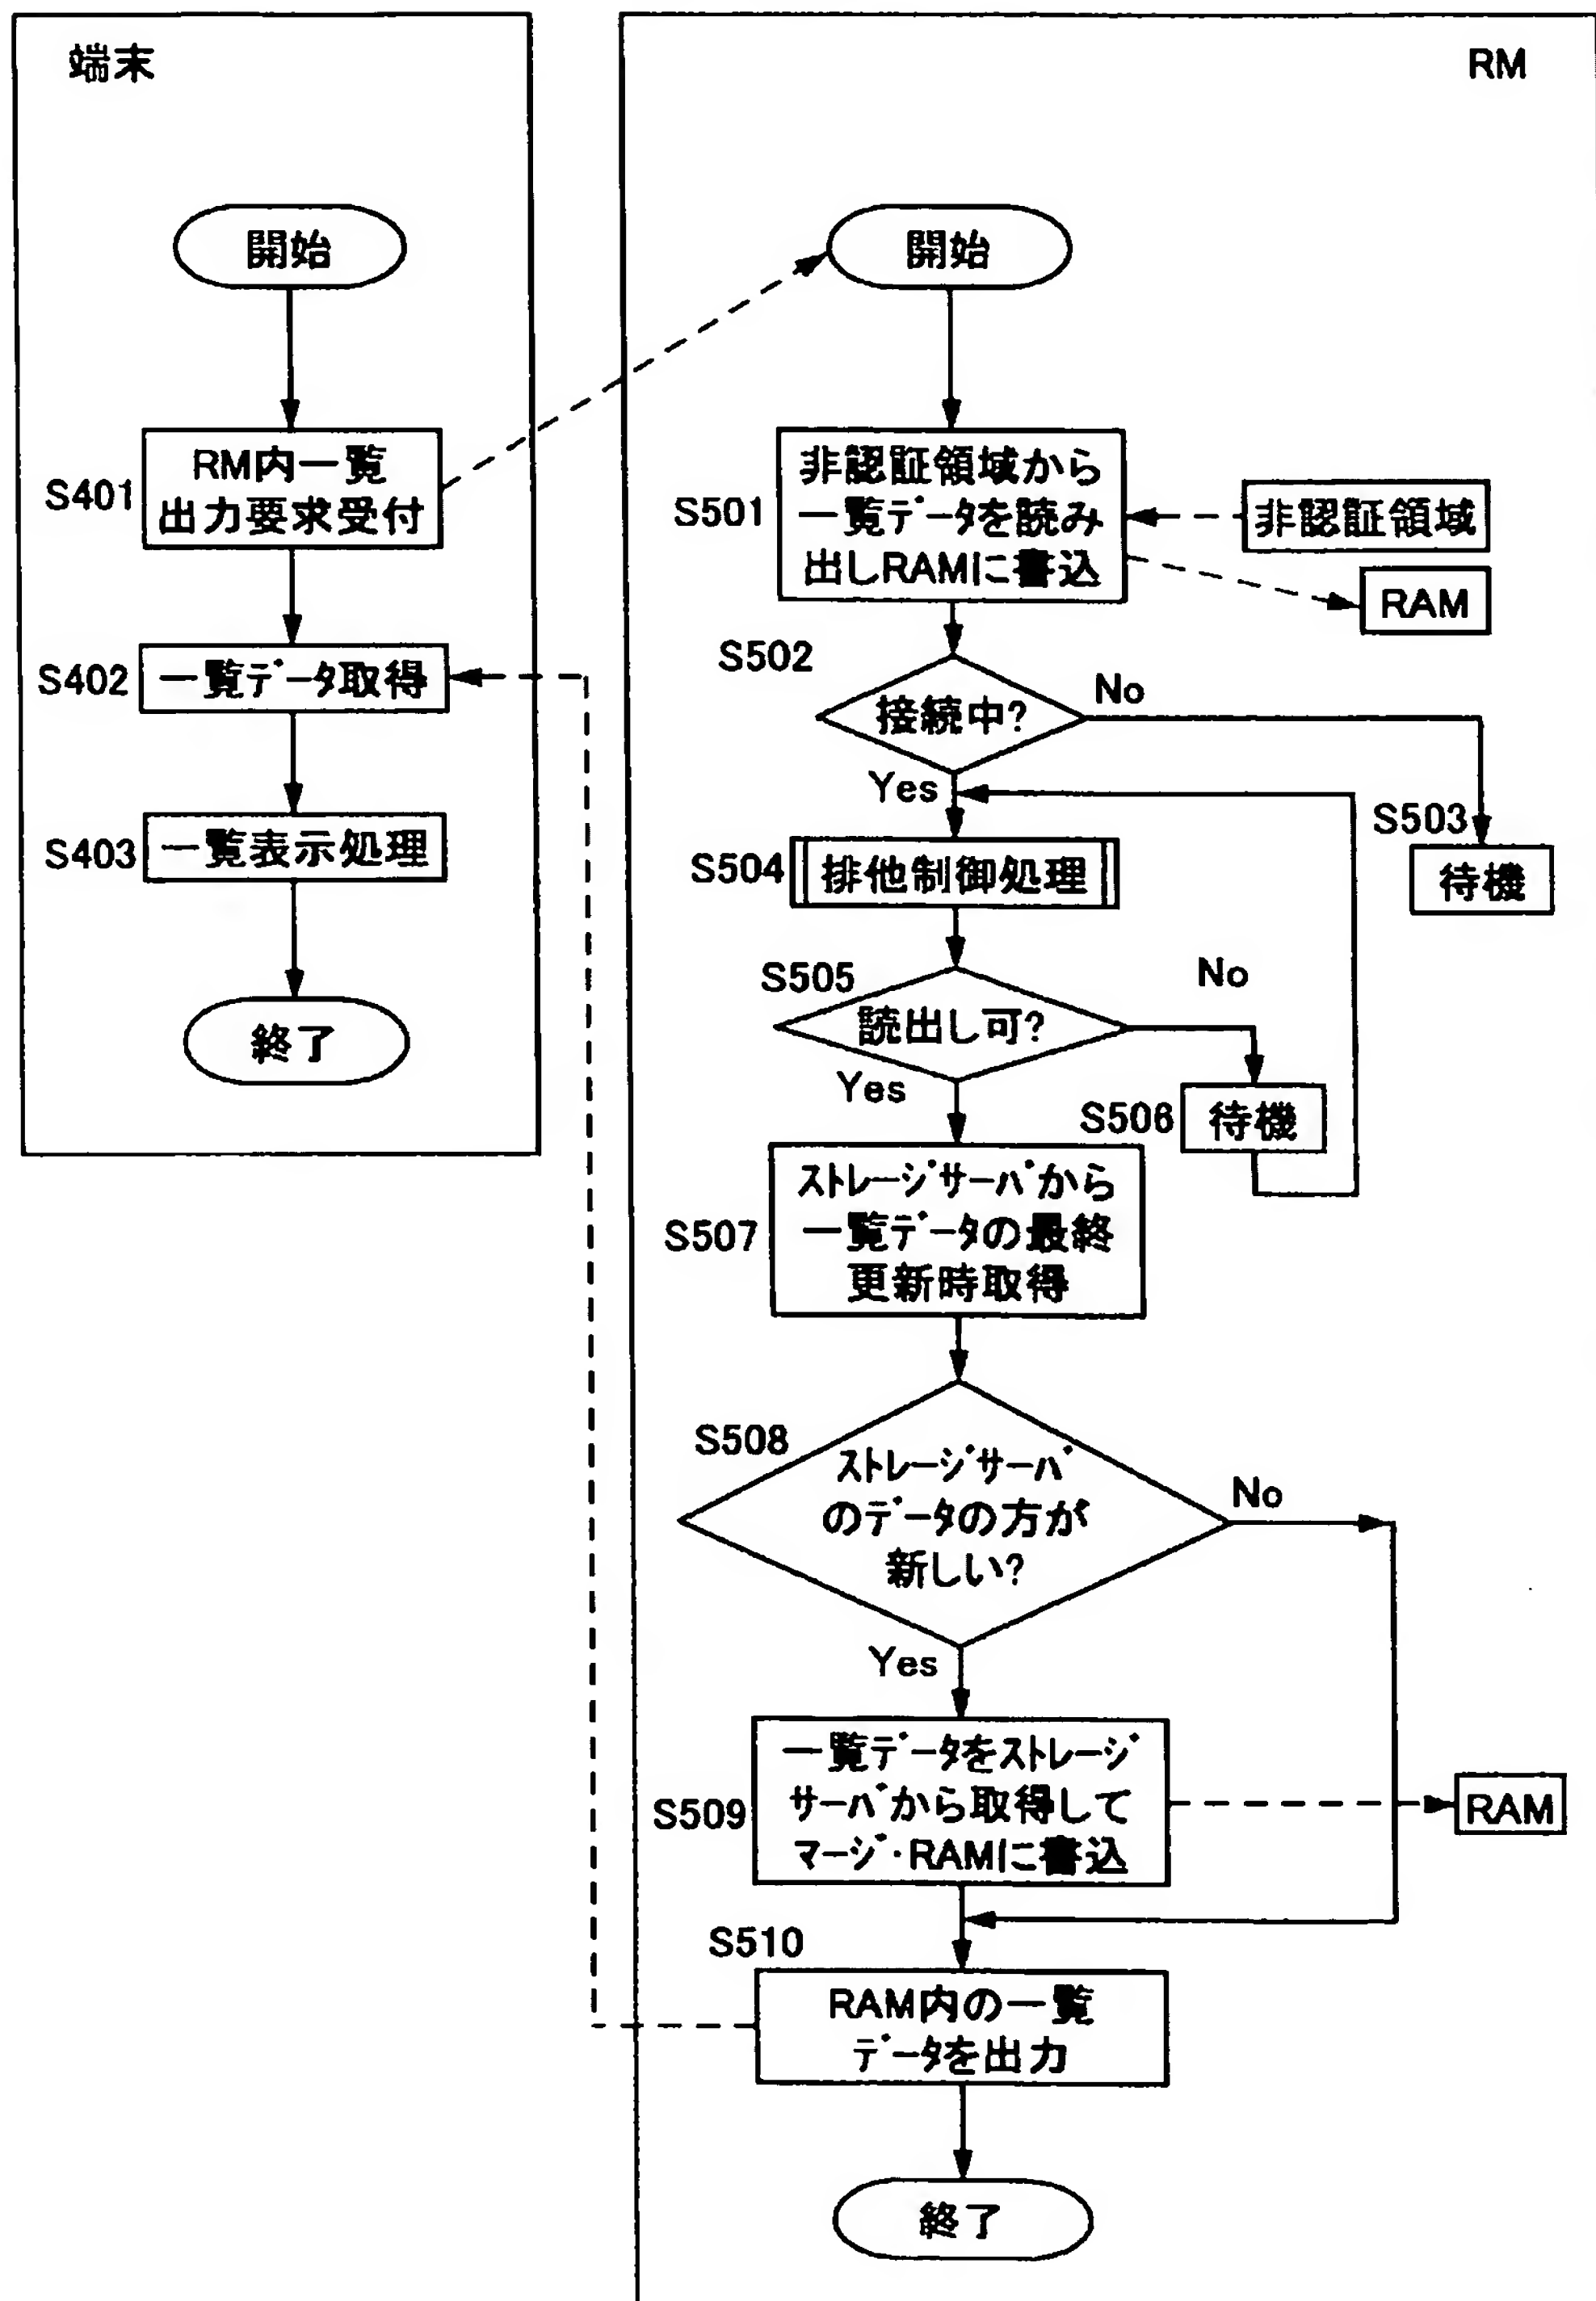 端末
開始
S401
RM内一覧
出力要求受付
S402
一覧データ取得
S403
一覧表示処理
終了
RM
開始
S501
非認証領域から
一覧データを読み
出しRAMに書込
非認証領域
RAM
S502
接続中?
No
Yes
S503
待機
S504
排他制御処理
S505
読出し可?
No
Yes
S506
待機
S507
ストレージサーバから
一覧データの最終
更新時取得
S508
ストレージサーバ
のデータの方が
新しい?
No
Yes
S509
一覧データをストレージ
サーバから取得して
マージ・RAMに書込
RAM
S510
RAM内の一覧
データを出力
終了